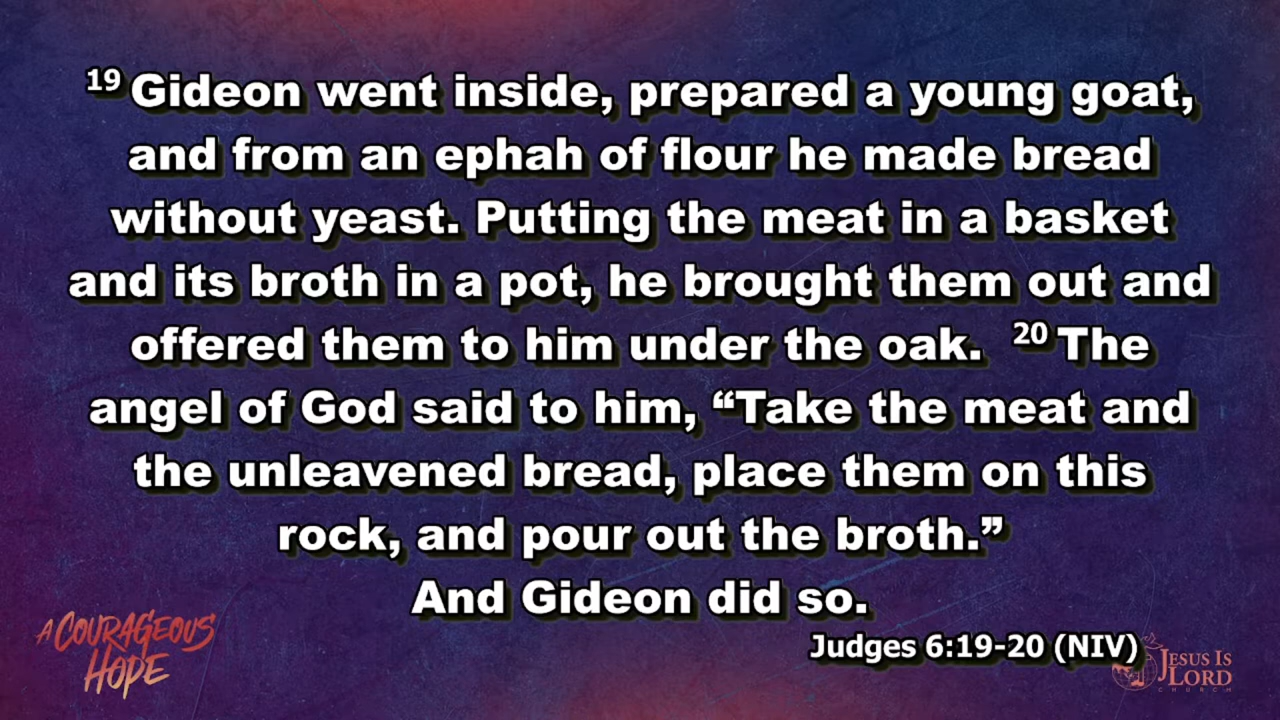 19 Gideon went inside, prepared a young goat,
and from an ephah of flour he made bread
without yeast. Putting the meat in a basket
and its broth in a pot, he brought them out and
offered them to him under the oak. 20 The
angel of God said to him, “Take the meat and
the unleavened bread, place them on this
rock, and pour out the broth.”
And Gideon did so.
Judges 6:19-20 (NIV)
A COURAGEOUS
HOPE
JESUS IS
LORD
CHURCH